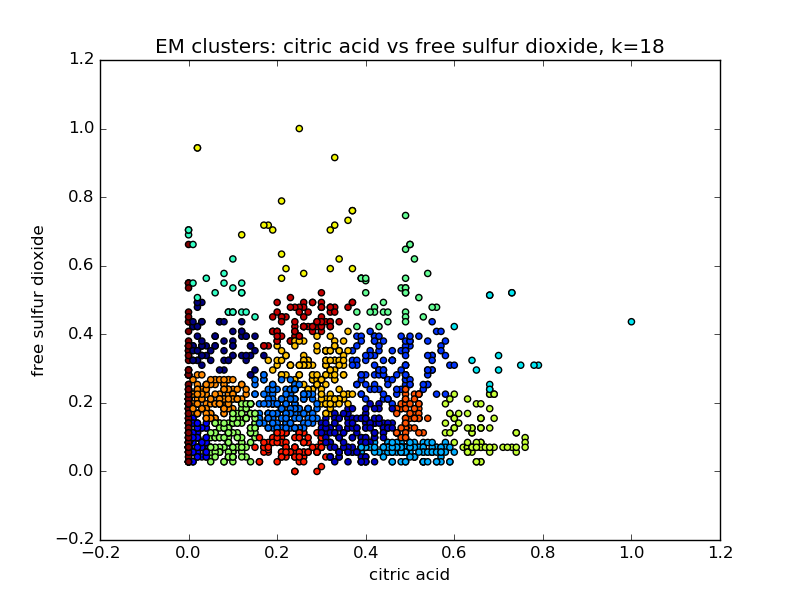 EM clusters: citric acid vs free sulfur dioxide, k=18
1.2
1.0
0.8
0.6
0.4
0.2
0.0
−0.2
free sulfur dioxide
−0.2 0.0 0.2 0.4 0.6 0.8 1.0 1.2
citric acid